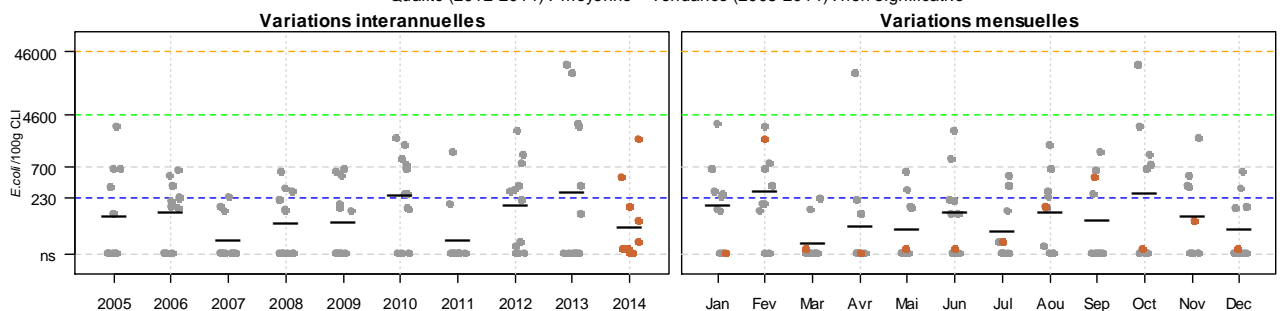 Variations interannuelles
Variations mensuelles
E.coli/100g CLI
46000
4600
700
230
ns
2005 2006 2007 2008 2009 2010 2011 2012 2013 2014
Jan Fev Mar Avr Mai Jun Jul Aou Sep Oct Nov Dec